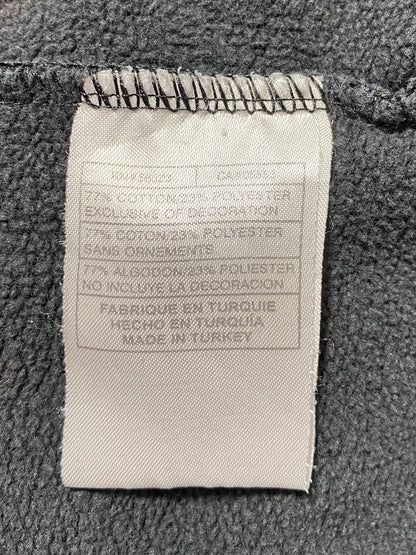 RN#56323 CA#05553
77% COTTON/23% POLYESTER
EXCLUSIVE OF DECORATION
77% COTON/23% POLYESTER
SANS ORNEMENTS
77% ALGODON/23% POLIESTER
NO INCLUYE LA DECORACION
FABRIQUE EN TURQUIE
HECHO EN TURQUÍA
MADE IN TURKEY